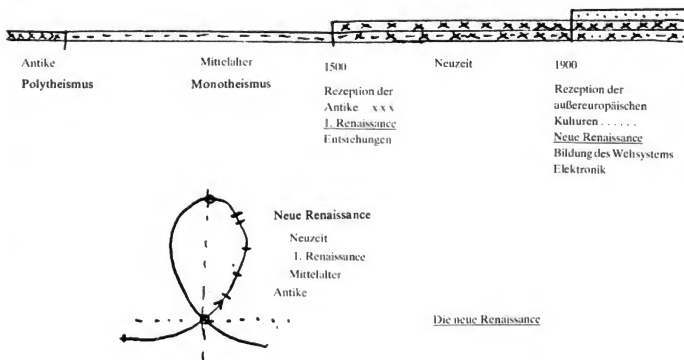 Antike
Polytheismus
Mittelalter
Monotheismus
1500
Rezeption der
Antike x x x
1. Renaissance
Entstehungen
Neuzeit
1900
Rezeption der
außereuropäischen
Kulturen . . . . . .
Neue Renaissance
Bildung des Weltsystems
Elektronik
Neue Renaissance
Neuzeit
1. Renaissance
Mittelalter
Antike
Die neue Renaissance